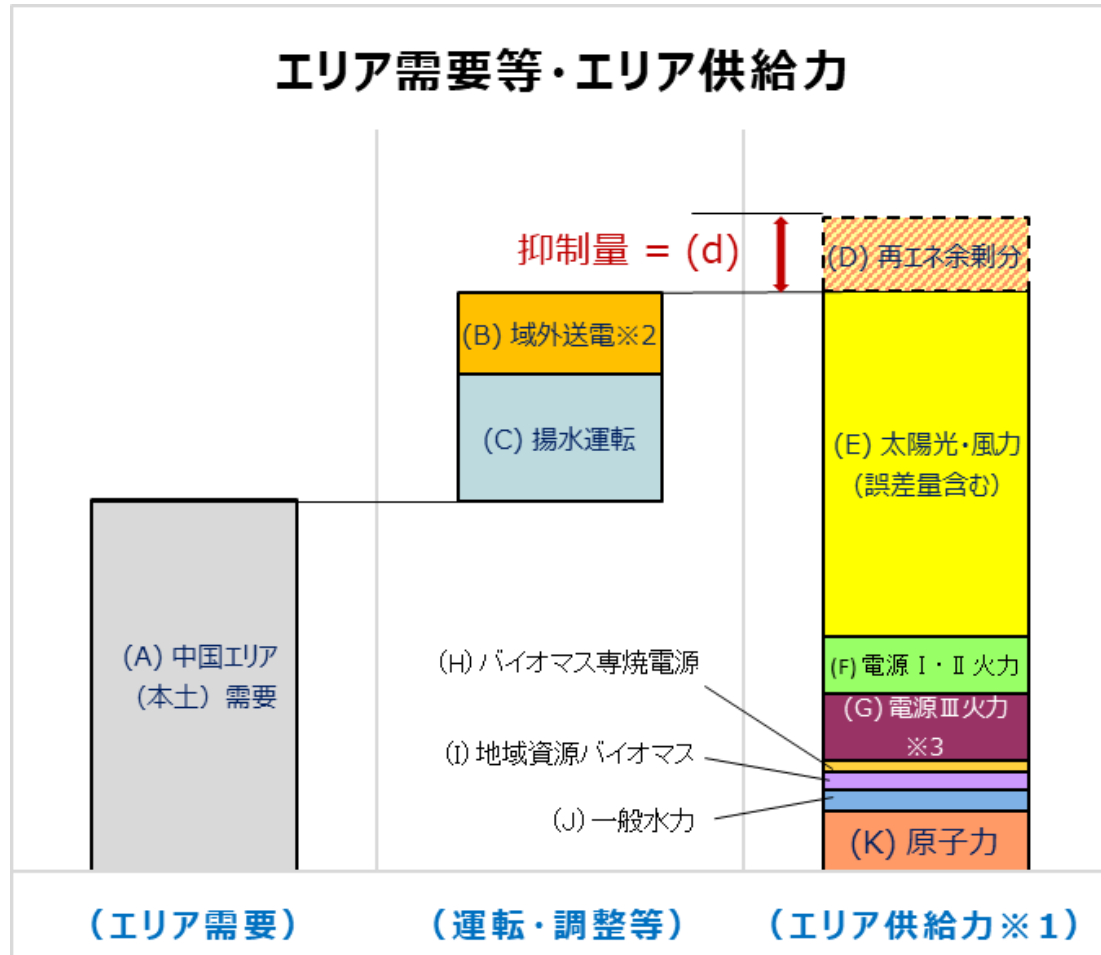 エリア需要等・エリア供給力
抑制量 = (d)
(D) 再エネ余剰分
(B) 域外送電※2
(C) 揚水運転
(E) 太陽光・風力
(誤差量含む)
(A) 中国エリア
(本土) 需要
(H) バイオマス専焼電源
(F) 電源Ⅰ・Ⅱ火力
(G) 電源Ⅲ火力
※3
(I) 地域資源バイオマス
(J) 一般水力
(K) 原子力
(エリア需要)
(運転・調整等)
(エリア供給力※1)